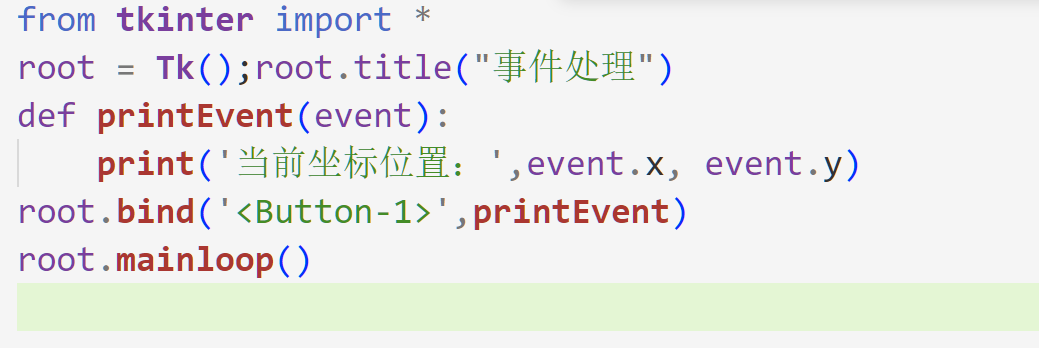 from tkinter import *
root = Tk();root.title("事件处理")
def printEvent(event):
    print('当前坐标位置：',event.x, event.y)
root.bind('<Button-1>',printEvent)
root.mainloop()